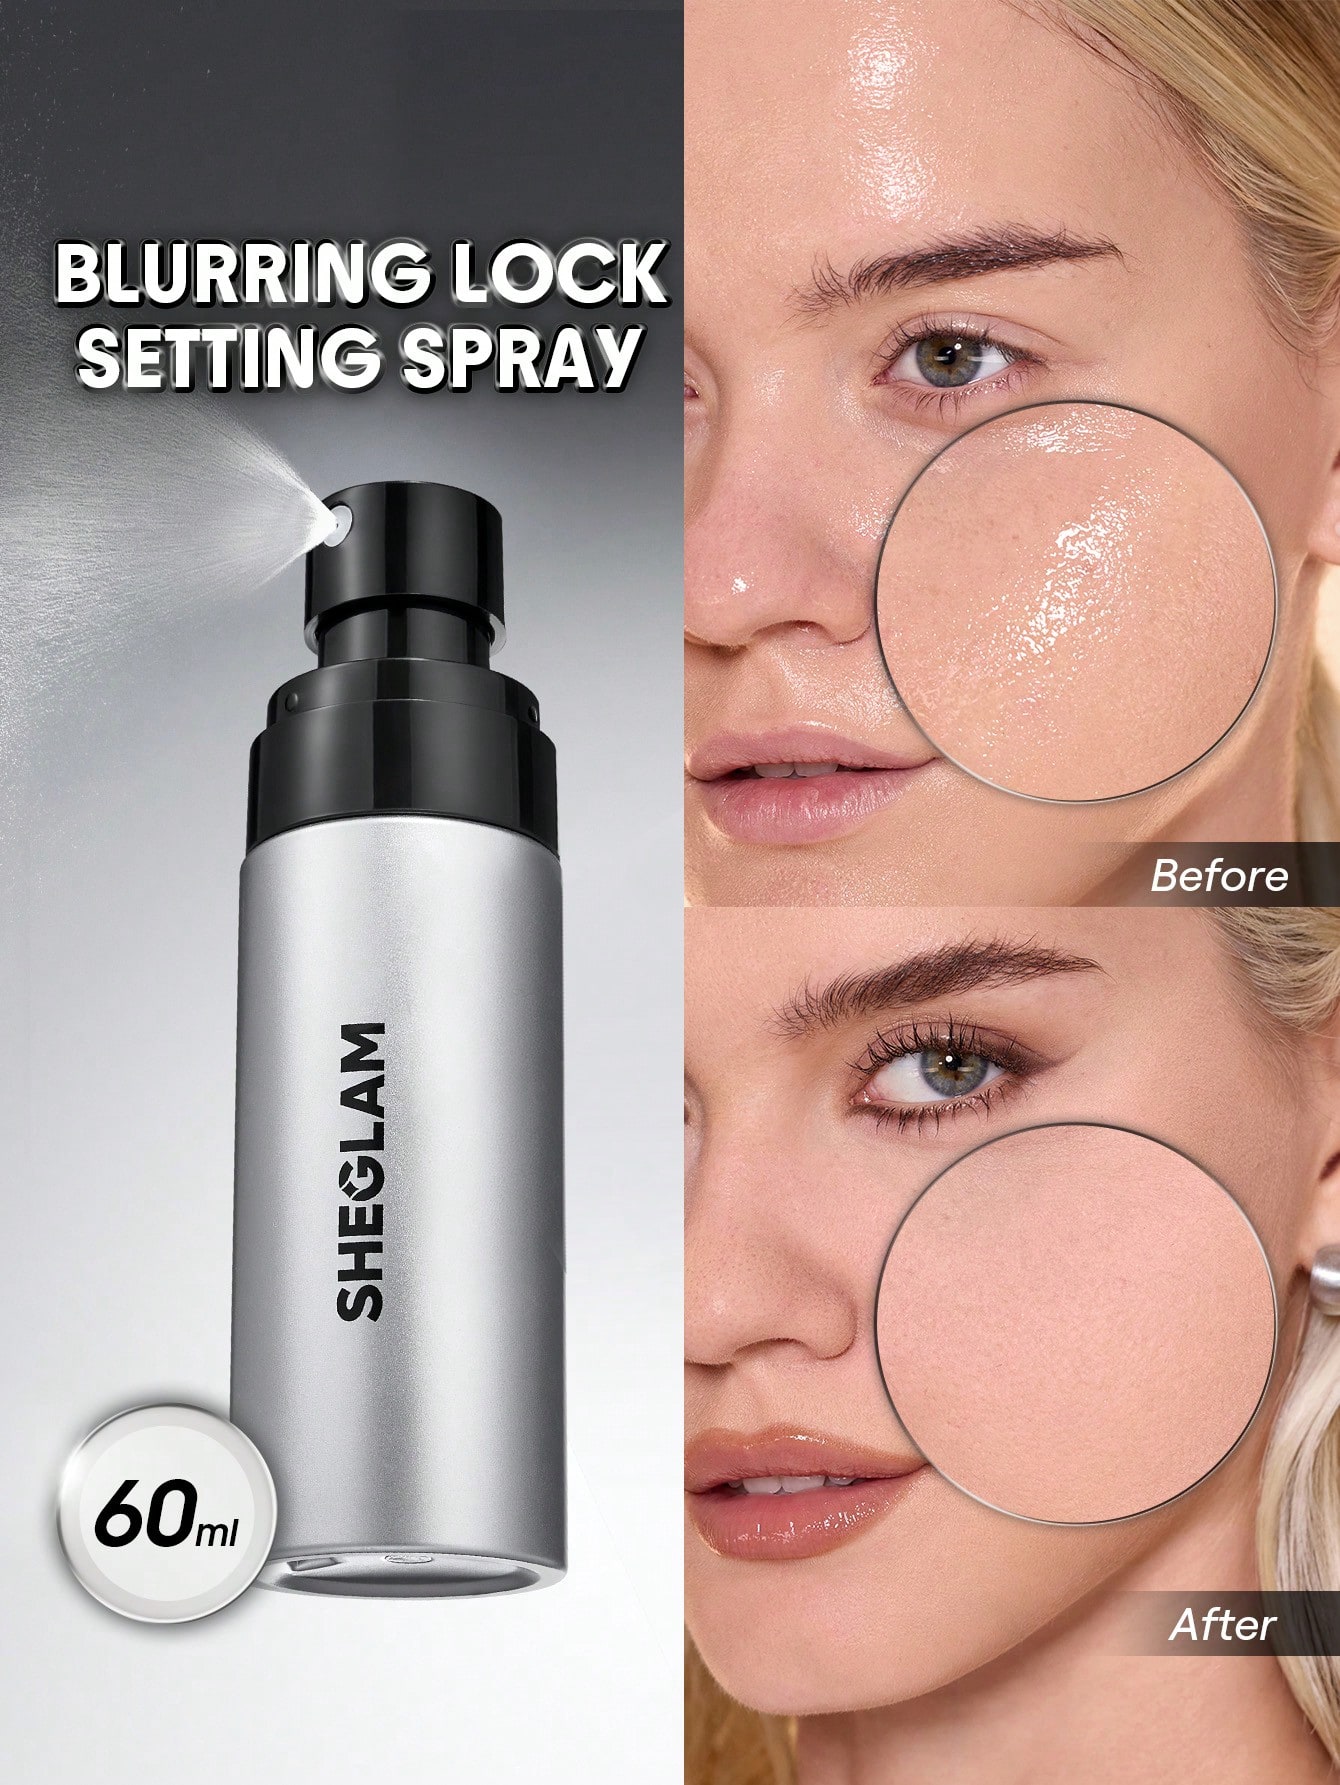 BLURRING LOCK
SETTING SPRAY
SHEGLAM
60ml
Before
After